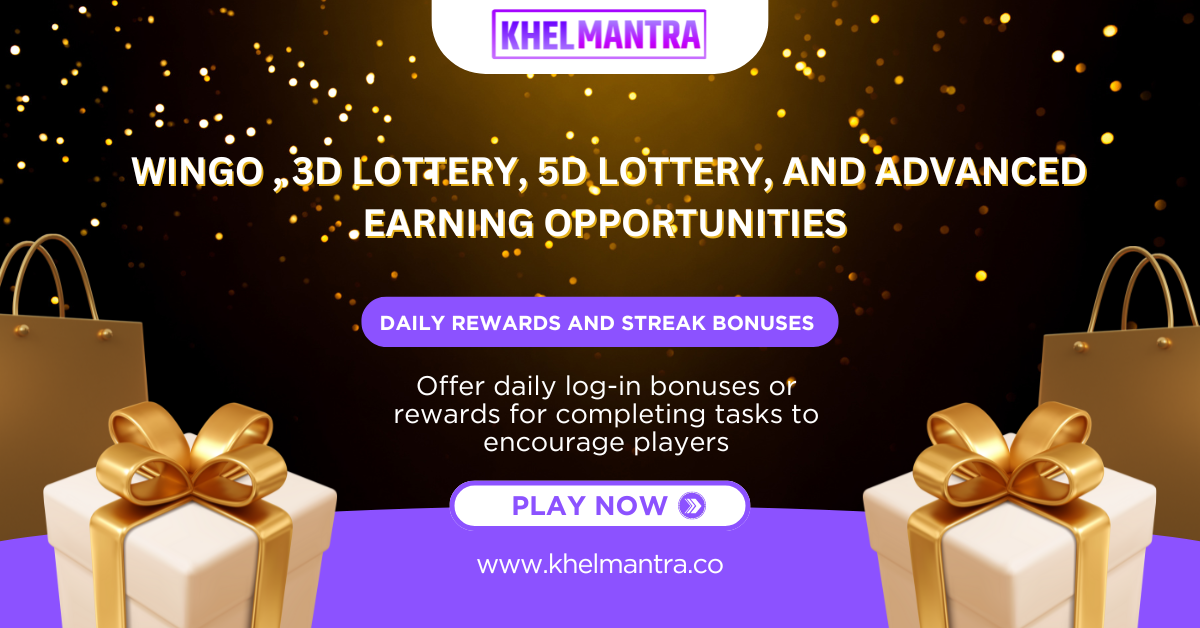 KHELMANTRA
WINGO , 3D LOTTERY, 5D LOTTERY, AND ADVANCED
EARNING OPPORTUNITIES
DAILY REWARDS AND STREAK BONUSES
Offer daily log-in bonuses or
rewards for completing tasks to
encourage players
PLAY NOW
www.khelmantra.co